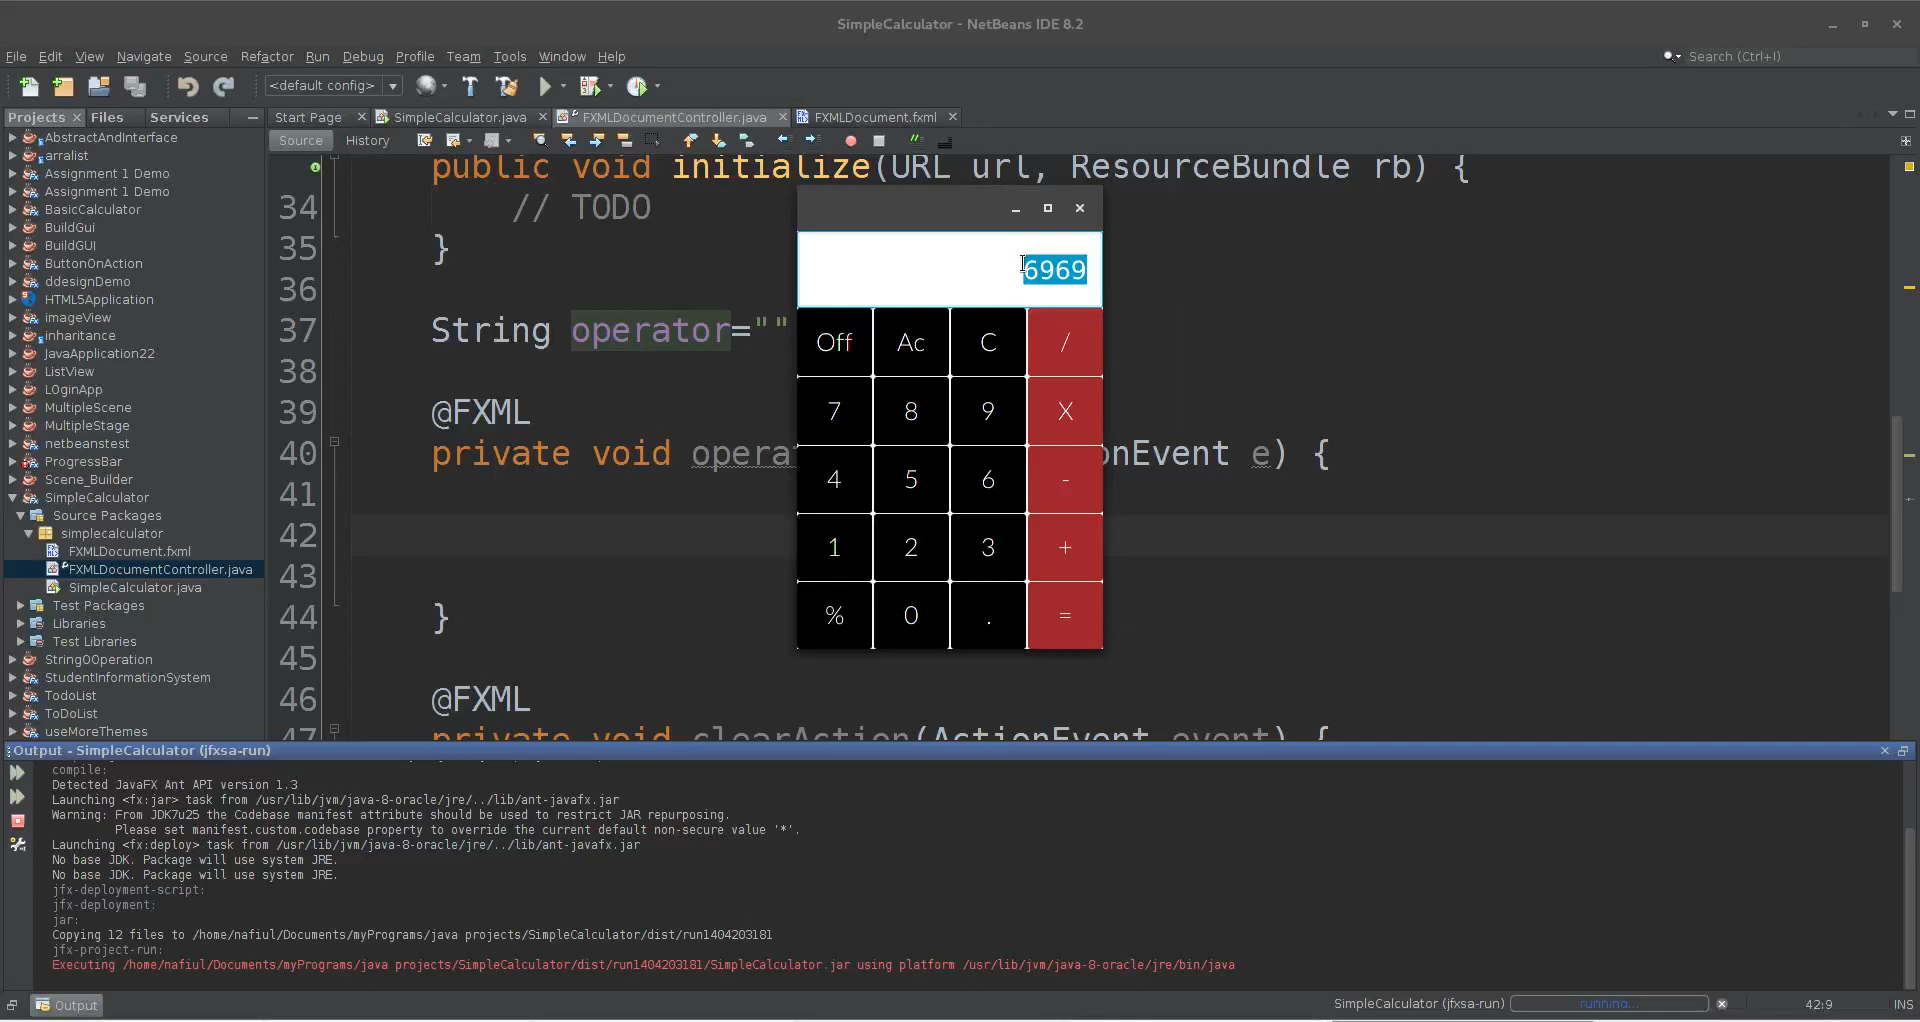 SimpleCalculator - NetBeans IDE 8.2
File Edit View Navigate Source Refactor Run Debug Profile Team Tools Window Help
Search (Ctrl+I)
<default config>
Projects Files Services
Start Page SimpleCalculator.java FXMLDocumentController.java FXMLDocument.fxml
Source History
AbstractAndInterface
arralist
Assignment 1 Demo
Assignment 1 Demo
BasicCalculator
BuildGui
BuildGUI
ButtonOnAction
ddesignDemo
HTML5Application
imageView
inheritance
JavaApplication22
ListView
LOginApp
MultipleScene
MultipleStage
netbeanstest
ProgressBar
Scene_Builder
SimpleCalculator
Source Packages
simplecalculator
FXMLDocument.fxml
FXMLDocumentController.java
SimpleCalculator.java
Test Packages
Libraries
Test Libraries
StringOOperation
StudentInformationSystem
TodoList
ToDoList
useMoreThemes
public void initialize(URL url, ResourceBundle rb) {
34 // TODO
35 }
36
37 String operator=""
38
39 @FXML
40 private void opera onEvent e) {
41
42
43
44 }
45
46 @FXML
47 private void clearAction(ActionEvent event) {
6969
Off Ac C /
7 8 9 X
4 5 6 -
1 2 3 +
% 0 . =
Output - SimpleCalculator (jfxsa-run)
compile:
Detected JavaFX Ant API version 1.3
Launching <fx:jar> task from /usr/lib/jvm/java-8-oracle/jre/../lib/ant-javafx.jar
Warning: From JDK7u25 the Codebase manifest attribute should be used to restrict JAR repurposing.
Please set manifest.custom.codebase property to override the current default non-secure value '*'.
Launching <fx:deploy> task from /usr/lib/jvm/java-8-oracle/jre/../lib/ant-javafx.jar
No base JDK. Package will use system JRE.
No base JDK. Package will use system JRE.
jfx-deployment-script:
jfx-deployment:
jar:
Copying 12 files to /home/nafiul/Documents/myPrograms/java projects/SimpleCalculator/dist/run1404203181
jfx-project-run:
Executing /home/nafiul/Documents/myPrograms/java projects/SimpleCalculator/dist/run1404203181/SimpleCalculator.jar using platform /usr/lib/jvm/java-8-oracle/jre/bin/java
Output
SimpleCalculator (jfxsa-run) running... 42:9 INS